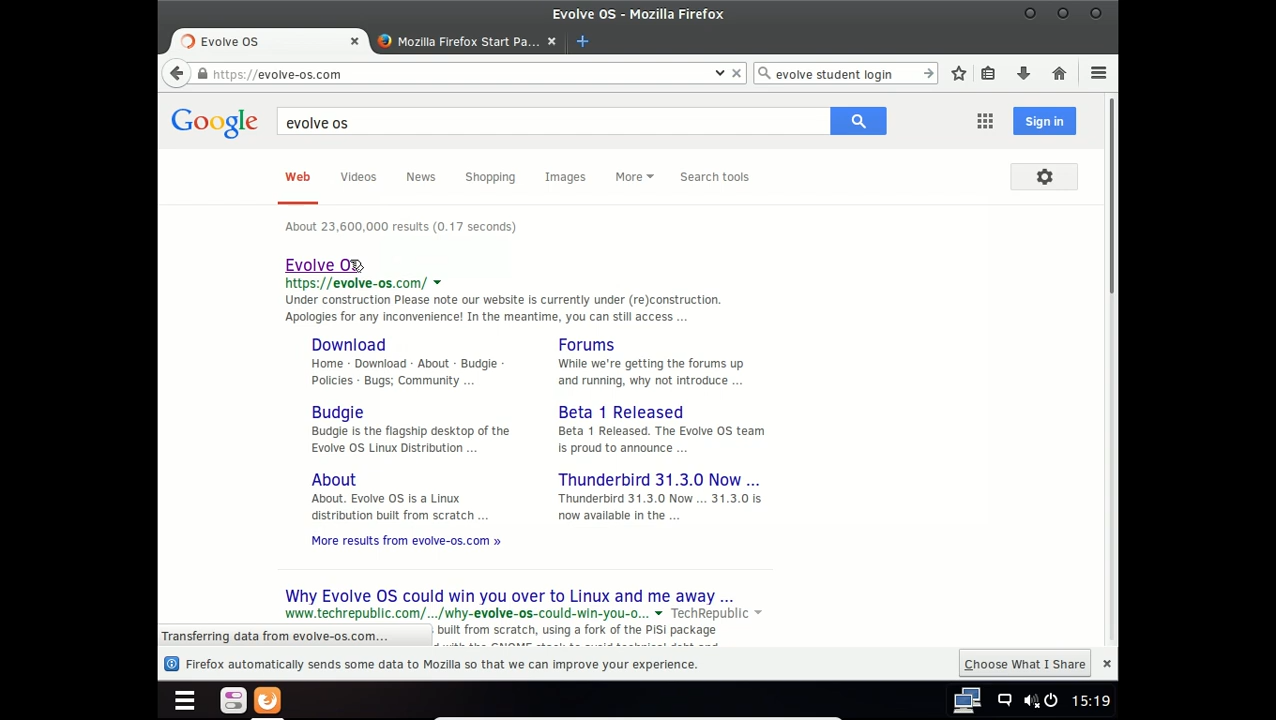 Evolve OS - Mozilla Firefox
Evolve OS
Mozilla Firefox Start Pa...
https://evolve-os.com
evolve student login
Google
evolve os
Sign in
Web
Videos
News
Shopping
Images
More
Search tools
About 23,600,000 results (0.17 seconds)
Evolve OS
https://evolve-os.com/
Under construction Please note our website is currently under (re)construction.
Apologies for any inconvenience! In the meantime, you can still access ...
Download
Home · Download · About · Budgie ·
Policies · Bugs; Community ...
Forums
While we're getting the forums up
and running, why not introduce ...
Budgie
Budgie is the flagship desktop of the
Evolve OS Linux Distribution ...
Beta 1 Released
Beta 1 Released. The Evolve OS team
is proud to announce ...
About
About. Evolve OS is a Linux
distribution built from scratch ...
Thunderbird 31.3.0 Now ...
Thunderbird 31.3.0 Now ... 31.3.0 is
now available in the ...
More results from evolve-os.com »
Why Evolve OS could win you over to Linux and me away ...
www.techrepublic.com/.../why-evolve-os-could-win-you-o... TechRepublic
built from scratch, using a fork of the PiSi package
Transferring data from evolve-os.com...
Firefox automatically sends some data to Mozilla so that we can improve your experience.
Choose What I Share
15:19